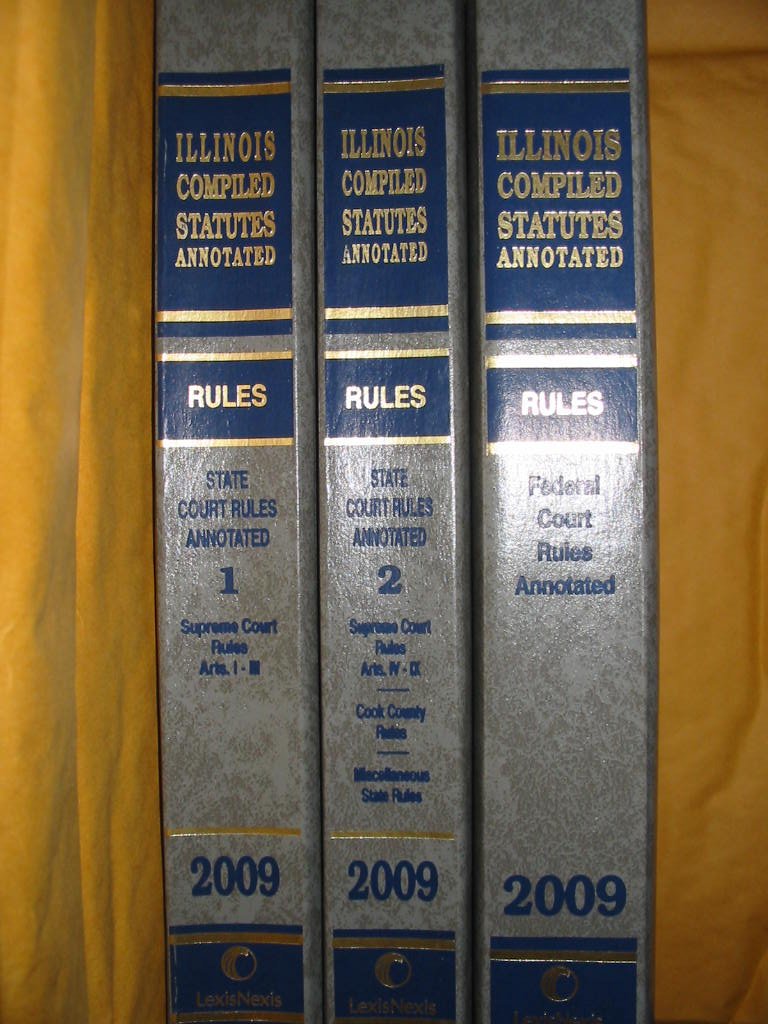 ILLINOIS
COMPILED
STATUTES
ANNOTATED
RULES
STATE
COURT RULES
ANNOTATED
1
Supreme Court
Rules
Arts. I - III
2009
LexisNexis
ILLINOIS
COMPILED
STATUTES
ANNOTATED
RULES
STATE
COURT RULES
ANNOTATED
2
Supreme Court
Rules
Arts. IV - IX
Cook County
Rules
Miscellaneous
State Rules
2009
LexisNexis
ILLINOIS
COMPILED
STATUTES
ANNOTATED
RULES
Federal
Court
Rules
Annotated
2009
LexisNexis